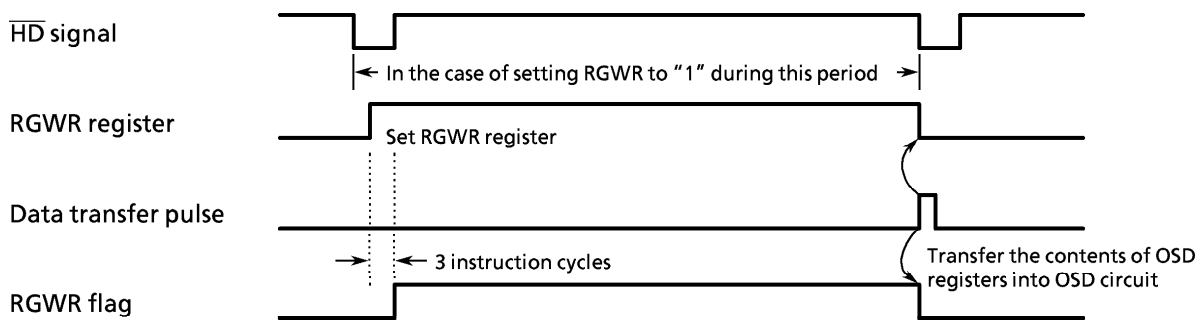 H̅D̅ signal
In the case of setting RGWR to “1” during this period
RGWR register
Set RGWR register
Data transfer pulse
Transfer the contents of OSD
registers into OSD circuit
3 instruction cycles
RGWR flag